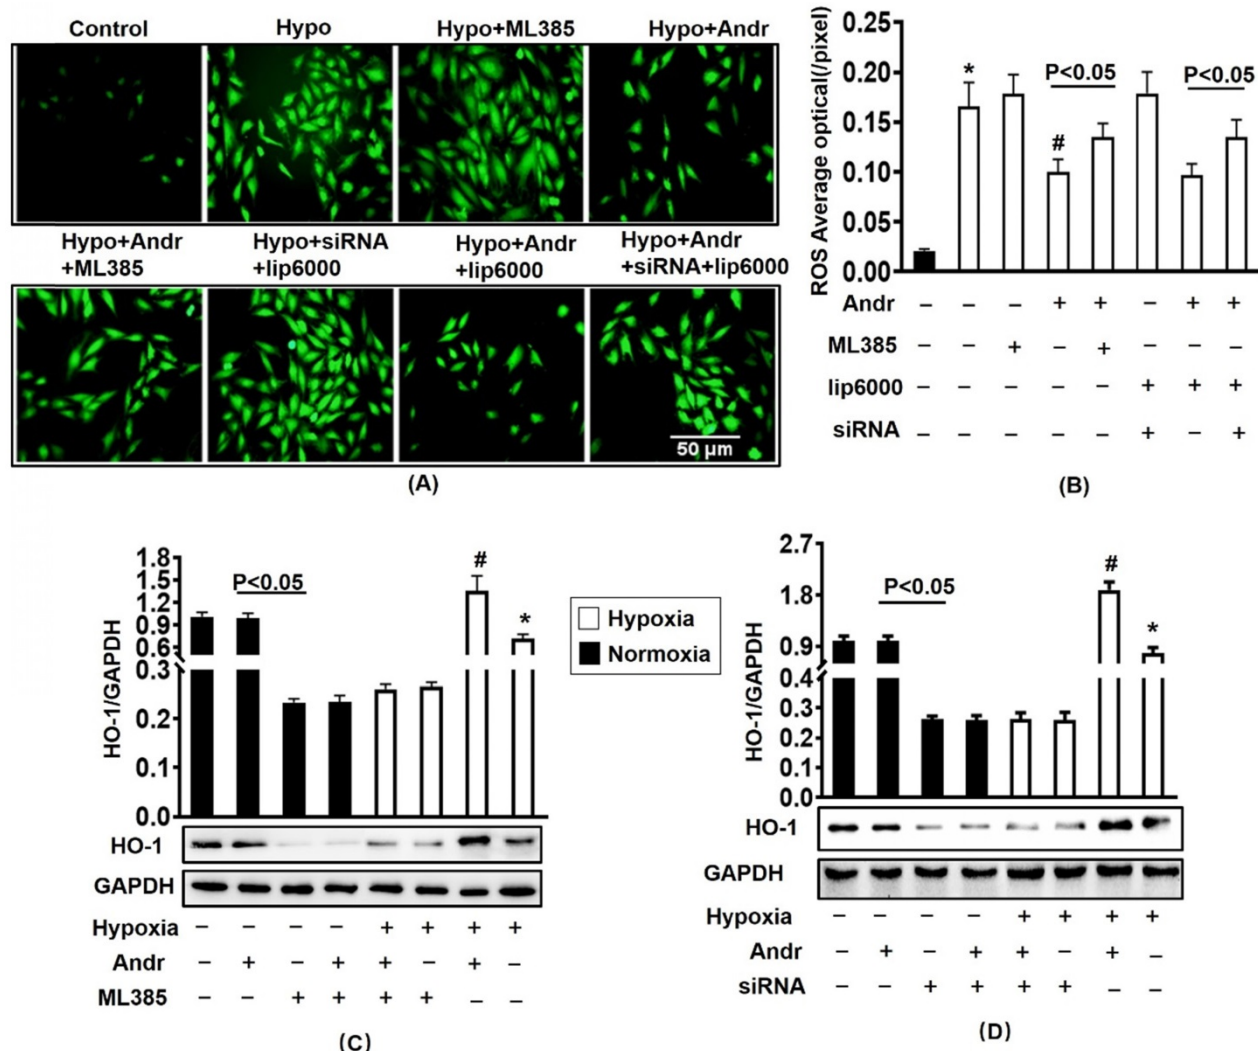 Control Hypo Hypo+ML385 Hypo+Andr
Hypo+Andr Hypo+siRNA Hypo+Andr Hypo+Andr
+ML385 +lip6000 +lip6000 +siRNA+lip6000
50 µm
(A)
ROS Average optical(/pixel)
0.25
0.20
0.15
0.10
0.05
0.00
* # P<0.05 P<0.05
Andr – – – + + – + +
ML385 – – + – + – – –
lip6000 – – – – – + + +
siRNA – – – – – + – +
(B)
HO-1/GAPDH
1.8
1.5
1.2
0.9
0.6
0.3
0.2
0.1
0.0
P<0.05 # *
HO-1
GAPDH
Hypoxia – – – – + + + +
Andr – + – + + – + –
ML385 – – + + + + – –
(C)
Hypoxia
Normoxia
HO-1/GAPDH
2.7
1.8
0.9
0.4
0.3
0.2
0.1
0.0
P<0.05 # *
HO-1
GAPDH
Hypoxia – – – – + + + +
Andr – + – + + – + –
siRNA – – + + + + – –
(D)